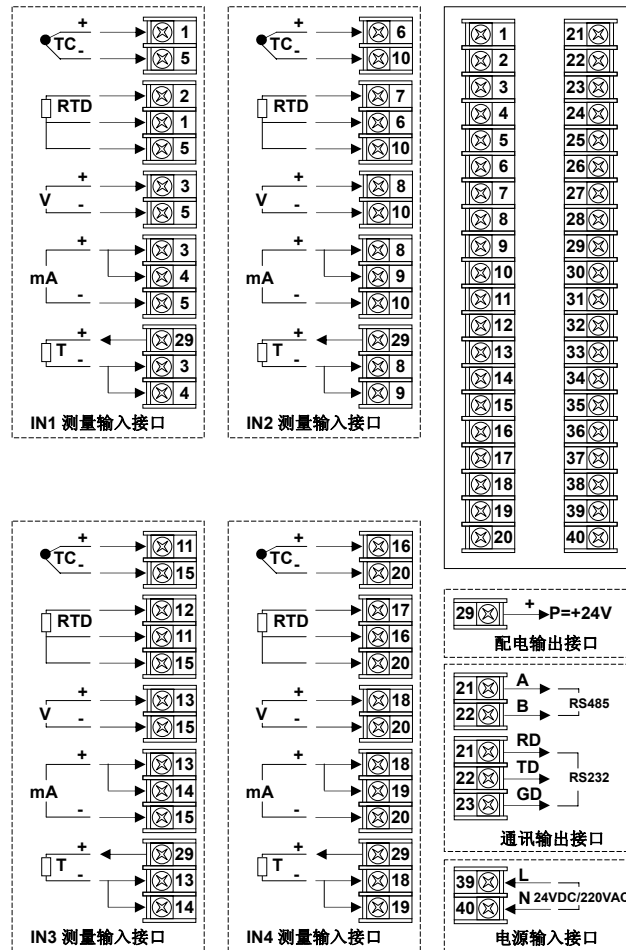 +
TC
-
1
5
RTD
2
1
5
+
V
-
3
5
+
mA
-
3
4
5
+
T
-
29
3
4
IN1 测量输入接口
+
TC
-
6
10
RTD
7
6
10
+
V
-
8
10
+
mA
-
8
9
10
+
T
-
29
8
9
IN2 测量输入接口
1 21
2 22
3 23
4 24
5 25
6 26
7 27
8 28
9 29
10 30
11 31
12 32
13 33
14 34
15 35
16 36
17 37
18 38
19 39
20 40
+
TC
-
11
15
RTD
12
11
15
+
V
-
13
15
+
mA
-
13
14
15
+
T
-
29
13
14
IN3 测量输入接口
+
TC
-
16
20
RTD
17
16
20
+
V
-
18
20
+
mA
-
18
19
20
+
T
-
29
18
19
IN4 测量输入接口
29 + P=+24V
配电输出接口
21 A
22 B
RS485
21 RD
22 TD
23 GD
RS232
通讯输出接口
39 L
40 N 24VDC/220VAC
电源输入接口